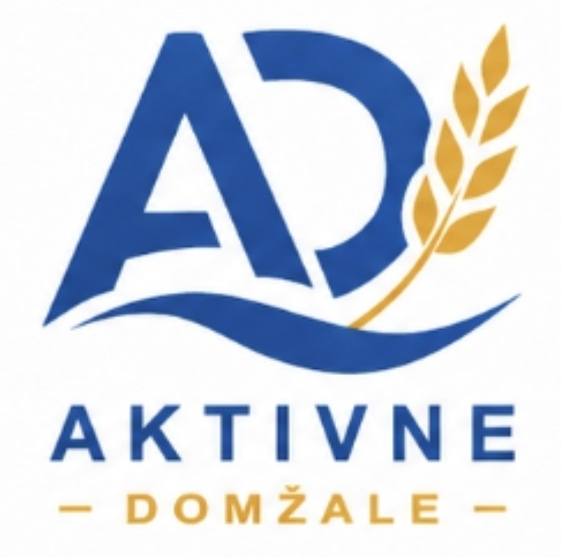 AD
AKTIVNE
– DOMŽALE –